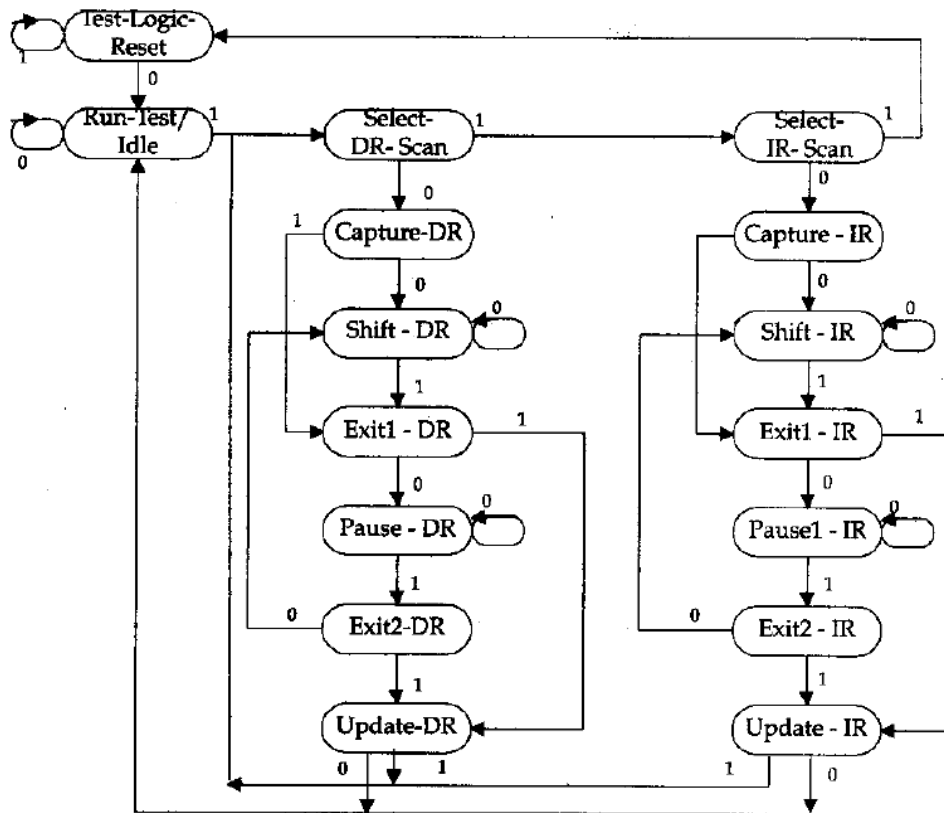 Test-Logic-
Reset
1
0
Run-Test/
Idle
0
1
Select-
DR- Scan
1
0
Select-
IR- Scan
1
0
1
Capture-DR
0
Capture - IR
0
Shift - DR
0
1
Shift - IR
0
1
Exit1 - DR
1
0
Exit1 - IR
1
0
Pause - DR
0
1
Pause1 - IR
0
1
0
Exit2-DR
1
0
Exit2 - IR
1
Update-DR
0
1
Update - IR
1
0